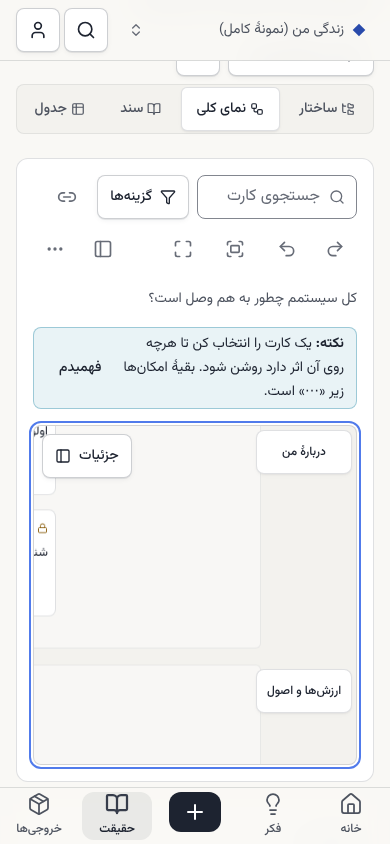 زندگی من (نمونهٔ کامل)
ساختار
نمای کلی
سند
جدول
جستجوی کارت
گزینه‌ها
کل سیستمم چطور به هم وصل است؟
نکته: یک کارت را انتخاب کن تا هرچه
روی آن اثر دارد روشن شود. بقیهٔ امکان‌ها
زیر «⋯» است.
فهمیدم
دربارهٔ من
جزئیات
ارزش‌ها و اصول
خانه
فکر
حقیقت
خروجی‌ها